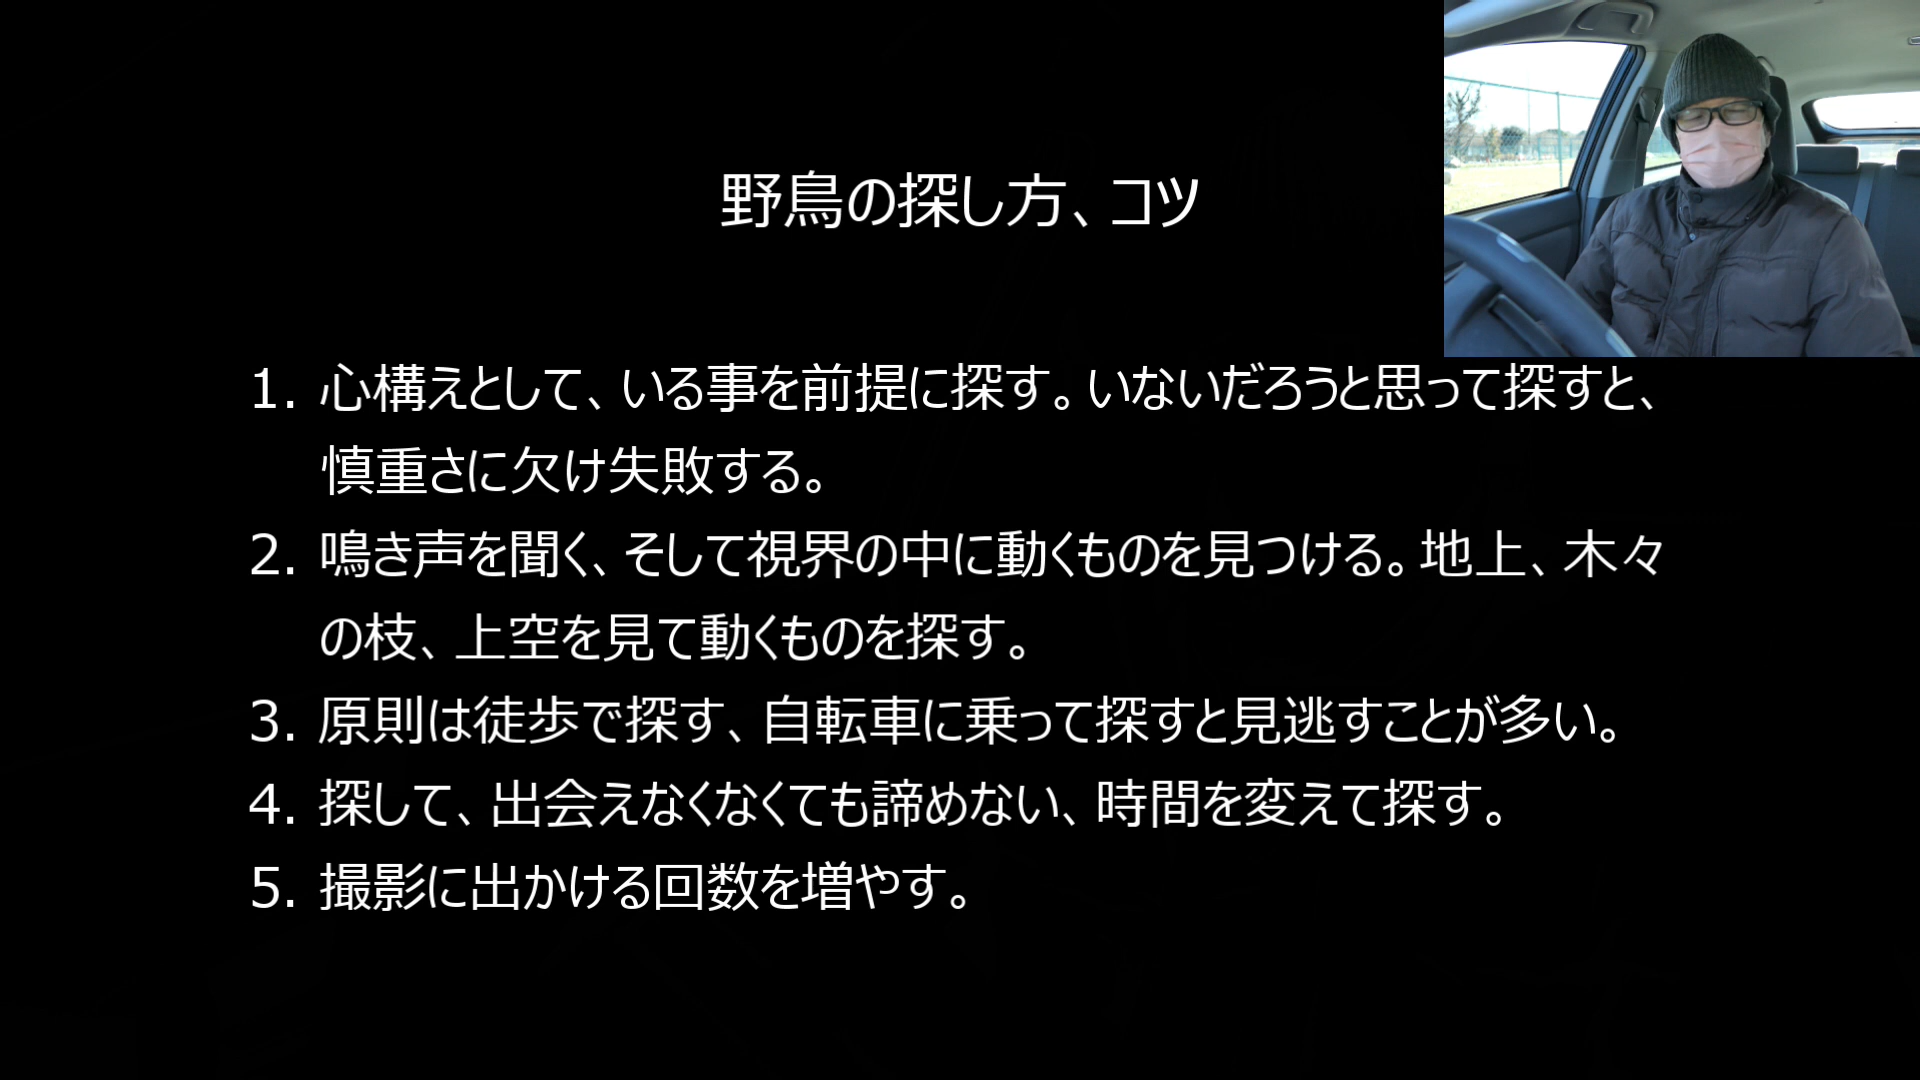 野鳥の探し方、コツ
1. 心構えとして、いる事を前提に探す。いないだろうと思って探すと、
慎重さに欠け失敗する。
2. 鳴き声を聞く、そして視界の中に動くものを見つける。地上、木々
の枝、上空を見て動くものを探す。
3. 原則は徒歩で探す、自転車に乗って探すと見逃すことが多い。
4. 探して、出会えなくなくても諦めない、時間を変えて探す。
5. 撮影に出かける回数を増やす。